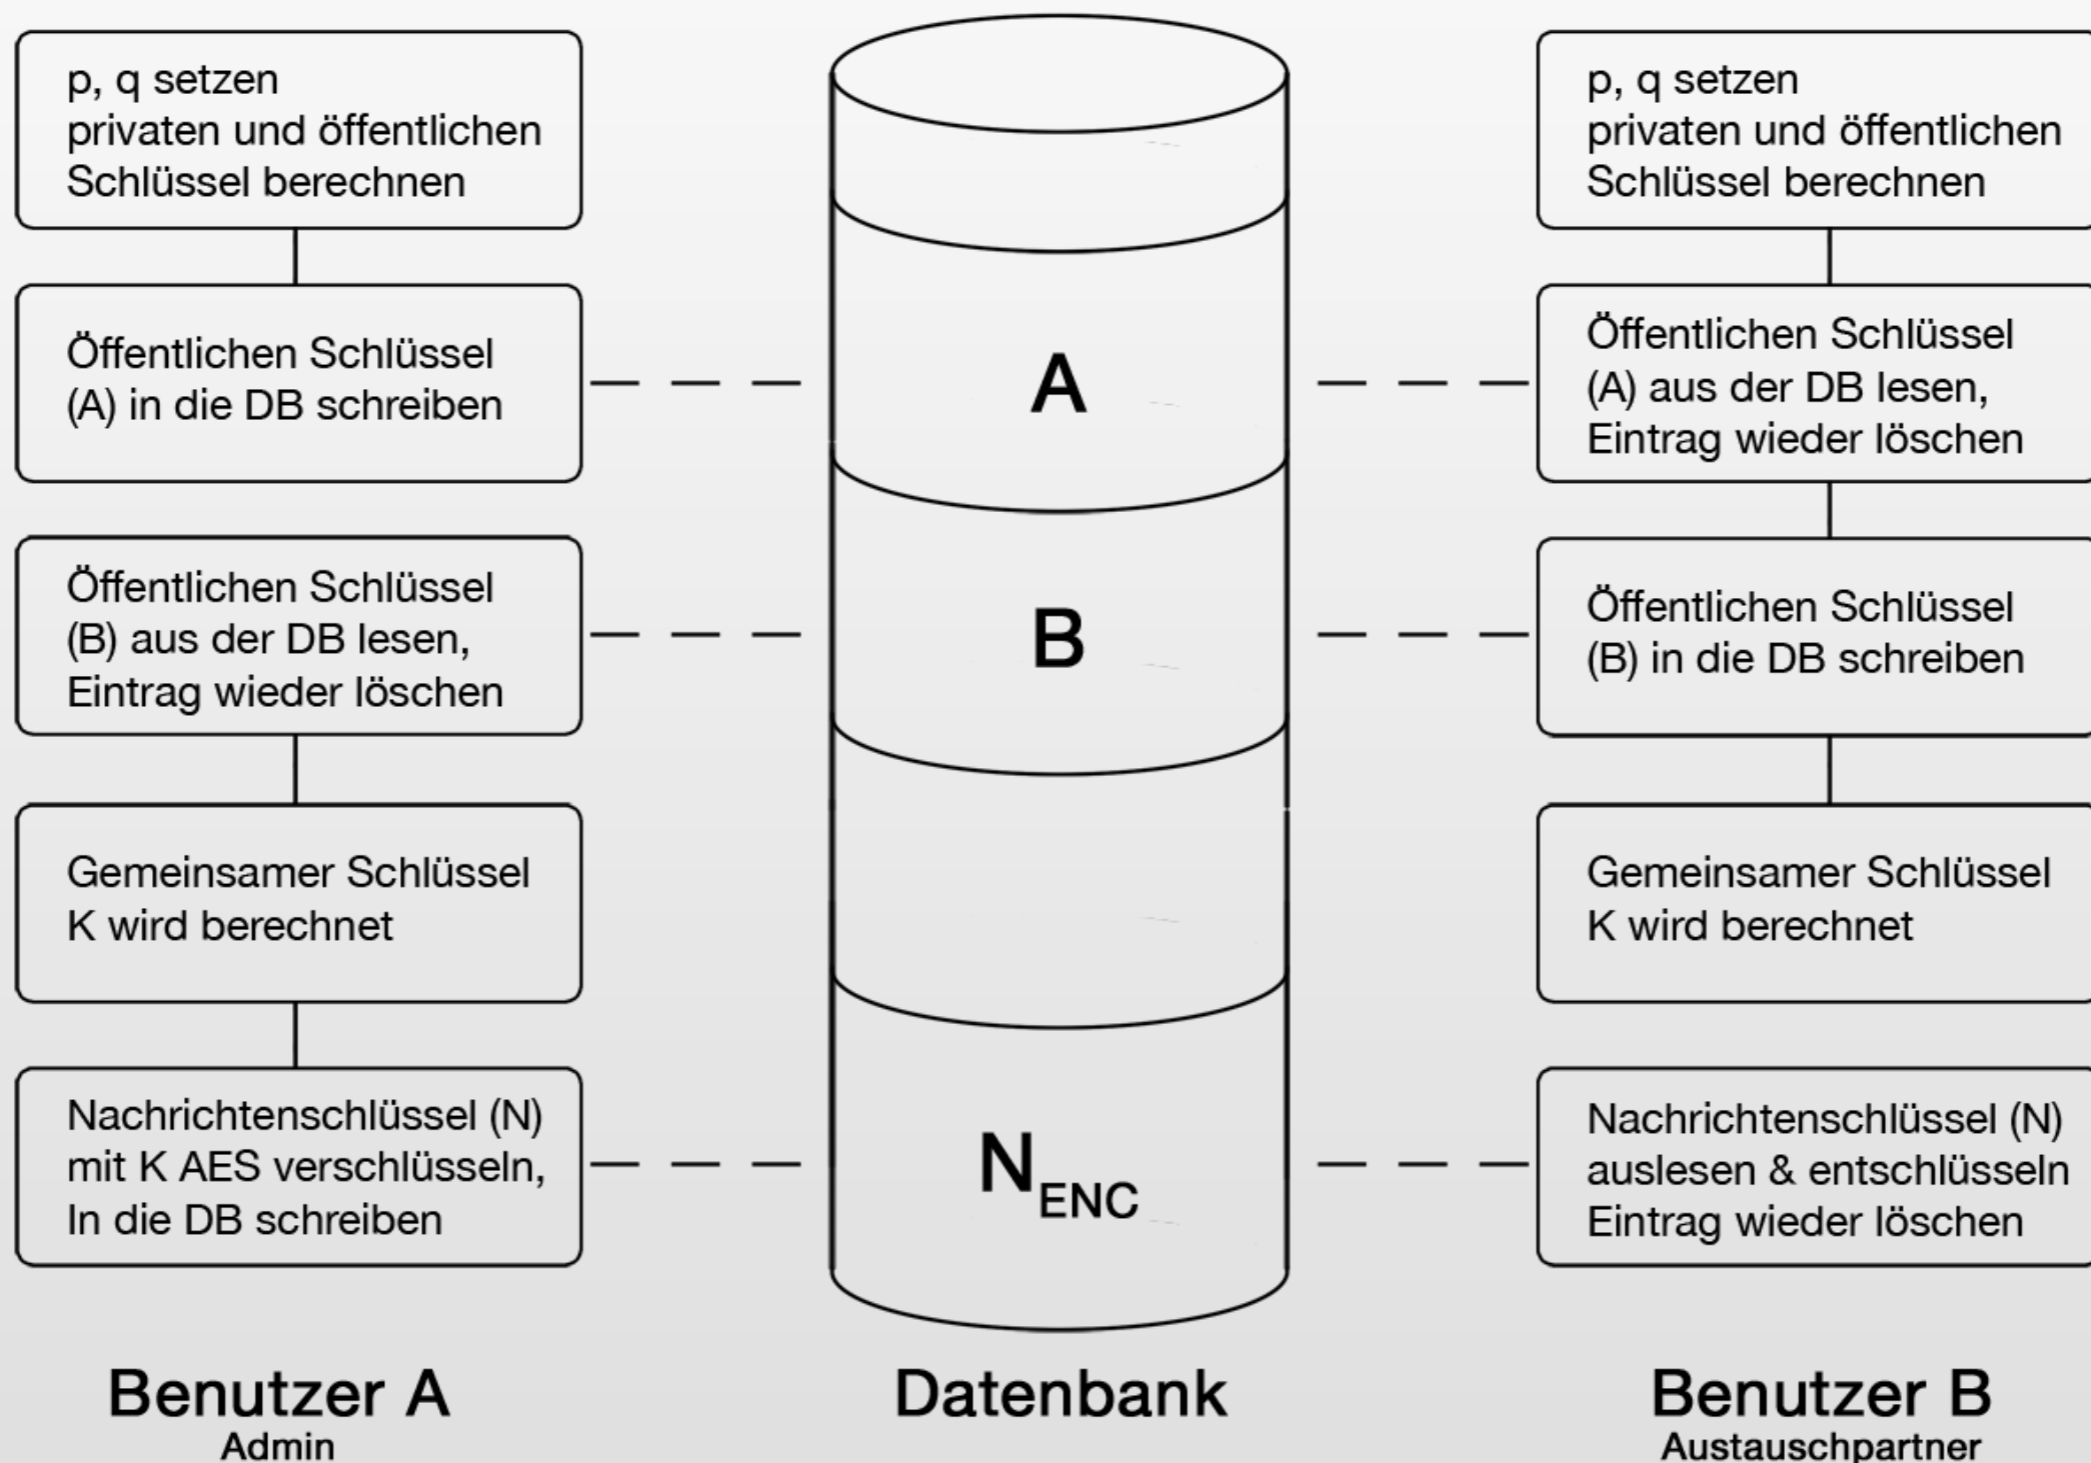 p, q setzen
privaten und öffentlichen
Schlüssel berechnen
Öffentlichen Schlüssel
(A) in die DB schreiben
Öffentlichen Schlüssel
(B) aus der DB lesen,
Eintrag wieder löschen
Gemeinsamer Schlüssel
K wird berechnet
Nachrichtenschlüssel (N)
mit K AES verschlüsseln,
In die DB schreiben
Benutzer A
Admin
A
B
N ENC
Datenbank
p, q setzen
privaten und öffentlichen
Schlüssel berechnen
Öffentlichen Schlüssel
(A) aus der DB lesen,
Eintrag wieder löschen
Öffentlichen Schlüssel
(B) in die DB schreiben
Gemeinsamer Schlüssel
K wird berechnet
Nachrichtenschlüssel (N)
auslesen & entschlüsseln
Eintrag wieder löschen
Benutzer B
Austauschpartner